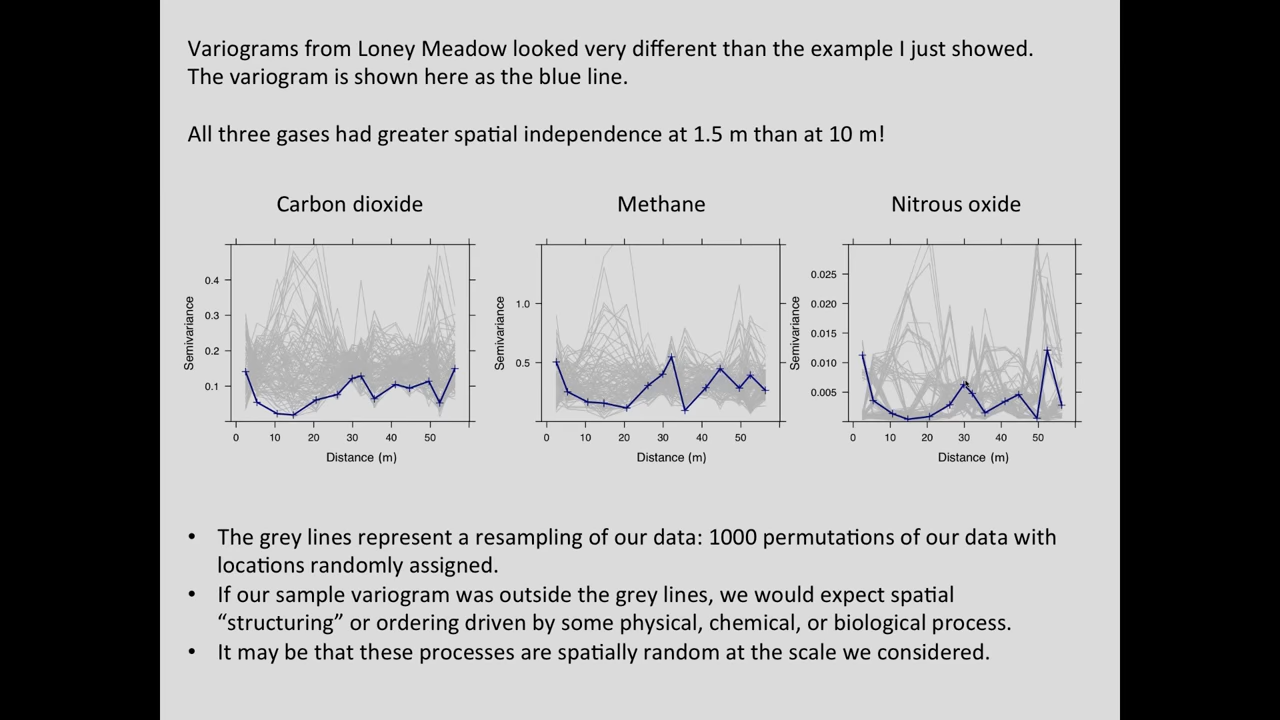 Variograms from Loney Meadow looked very different than the example I just showed.
The variogram is shown here as the blue line.
All three gases had greater spatial independence at 1.5 m than at 10 m!
Carbon dioxide
Methane
Nitrous oxide
Semivariance
0.4
0.3
0.2
0.1
0 10 20 30 40 50
Distance (m)
Semivariance
1.0
0.5
0 10 20 30 40 50
Distance (m)
Semivariance
0.025
0.020
0.015
0.010
0.005
0 10 20 30 40 50
Distance (m)
• The grey lines represent a resampling of our data: 1000 permutations of our data with
locations randomly assigned.
• If our sample variogram was outside the grey lines, we would expect spatial
“structuring” or ordering driven by some physical, chemical, or biological process.
• It may be that these processes are spatially random at the scale we considered.